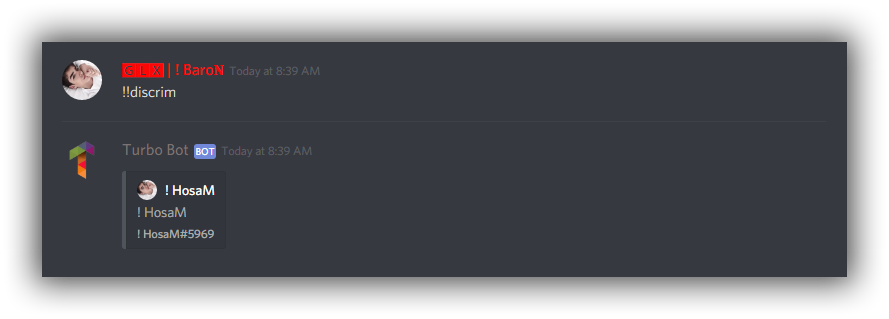 🅶🅻🆇 | ! BaroN Today at 8:39 AM
!!discrim
Turbo Bot BOT Today at 8:39 AM
! HosaM
! HosaM
! HosaM#5969